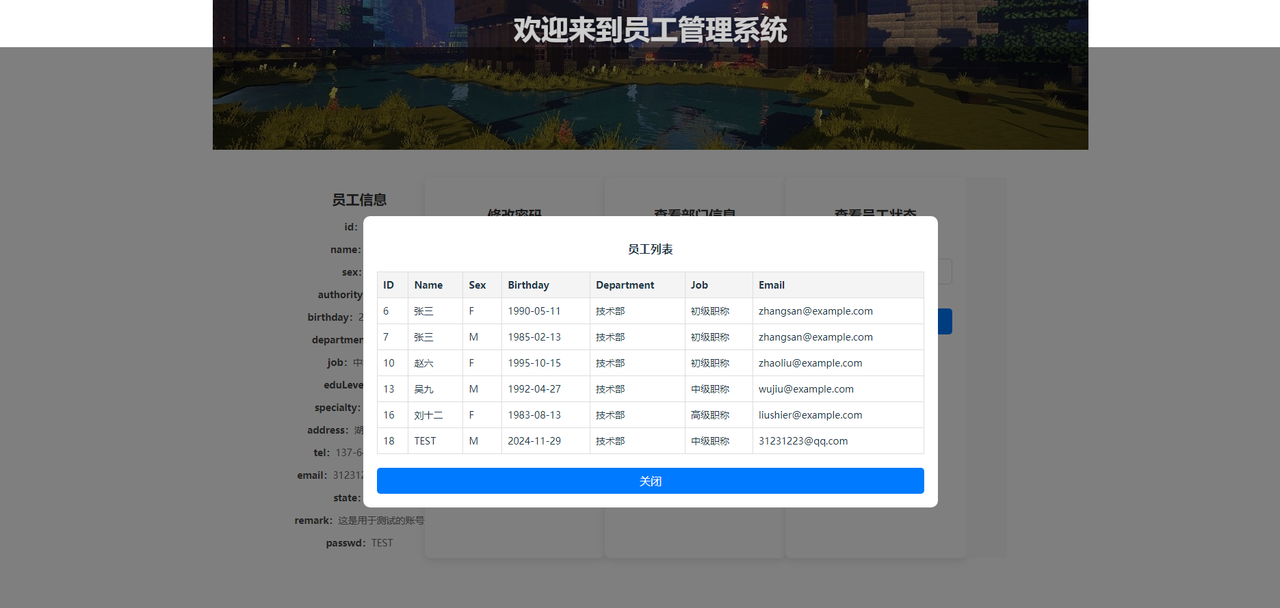 欢迎来到员工管理系统
员工信息
修改密码
查看部门信息
查看员工状态
id:
name:
sex:
authority
birthday: 2
departmen
job: 中
eduLeve
specialty:
address: 湖
tel: 137-6
email: 31231
state:
remark: 这是用于测试的账号
passwd: TEST
员工列表
ID Name Sex Birthday Department Job Email
6 张三 F 1990-05-11 技术部 初级职称 zhangsan@example.com
7 张三 M 1985-02-13 技术部 初级职称 zhangsan@example.com
10 赵六 F 1995-10-15 技术部 初级职称 zhaoliu@example.com
13 吴九 M 1992-04-27 技术部 中级职称 wujiu@example.com
16 刘十二 F 1983-08-13 技术部 高级职称 liushier@example.com
18 TEST M 2024-11-29 技术部 中级职称 31231223@qq.com
关闭